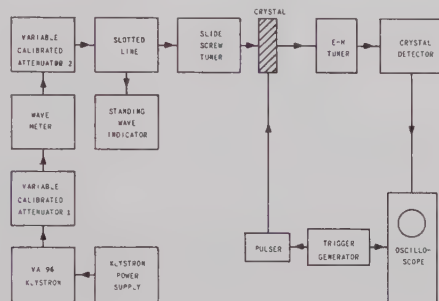 VARIABLE
CALIBRATED
ATTENUATOR 2
SLOTTED
LINE
SLIDE
SCREW
TUNER
CRYSTAL
E-H
TUNER
CRYSTAL
DETECTOR
WAVE
METER
STANDING
WAVE
INDICATOR
VARIABLE
CALIBRATED
ATTENUATOR 1
VA 96
KLYSTRON
KLYSTRON
POWER
SUPPLY
PULSER
TRIGGER
GENERATOR
OSCILLO-
SCOPE